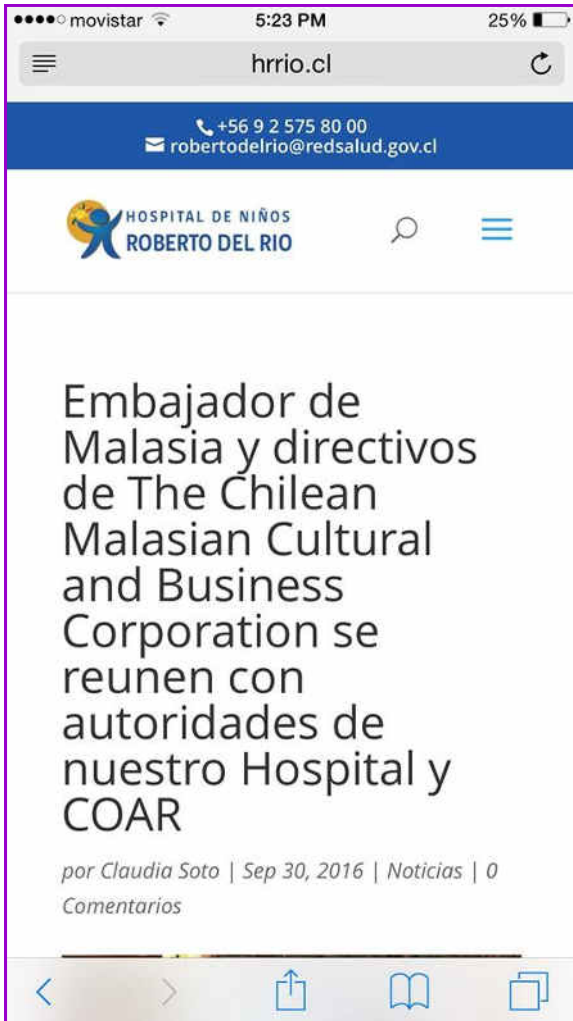 movistar 5:23 PM 25%
hrrio.cl
+56 9 2 575 80 00
robertodelrio@redsalud.gov.cl
HOSPITAL DE NIÑOS
ROBERTO DEL RIO
Embajador de
Malasia y directivos
de The Chilean
Malasian Cultural
and Business
Corporation se
reunen con
autoridades de
nuestro Hospital y
COAR
por Claudia Soto | Sep 30, 2016 | Noticias | 0
Comentarios